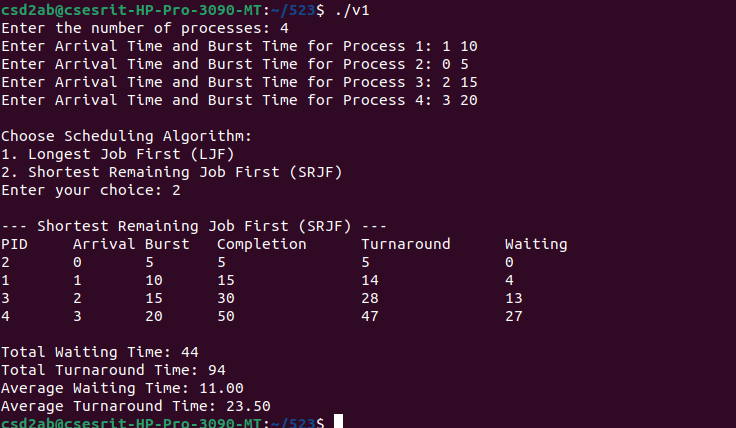 csd2ab@csesrit-HP-Pro-3090-MT:~/523$ ./v1
Enter the number of processes: 4
Enter Arrival Time and Burst Time for Process 1: 1 10
Enter Arrival Time and Burst Time for Process 2: 0 5
Enter Arrival Time and Burst Time for Process 3: 2 15
Enter Arrival Time and Burst Time for Process 4: 3 20

Choose Scheduling Algorithm:
1. Longest Job First (LJF)
2. Shortest Remaining Job First (SRJF)
Enter your choice: 2

--- Shortest Remaining Job First (SRJF) ---
PID Arrival Burst Completion Turnaround Waiting
2 0 5 5 5 0
1 1 10 15 14 4
3 2 15 30 28 13
4 3 20 50 47 27

Total Waiting Time: 44
Total Turnaround Time: 94
Average Waiting Time: 11.00
Average Turnaround Time: 23.50
csd2ab@csesrit-HP-Pro-3090-MT:~/523$